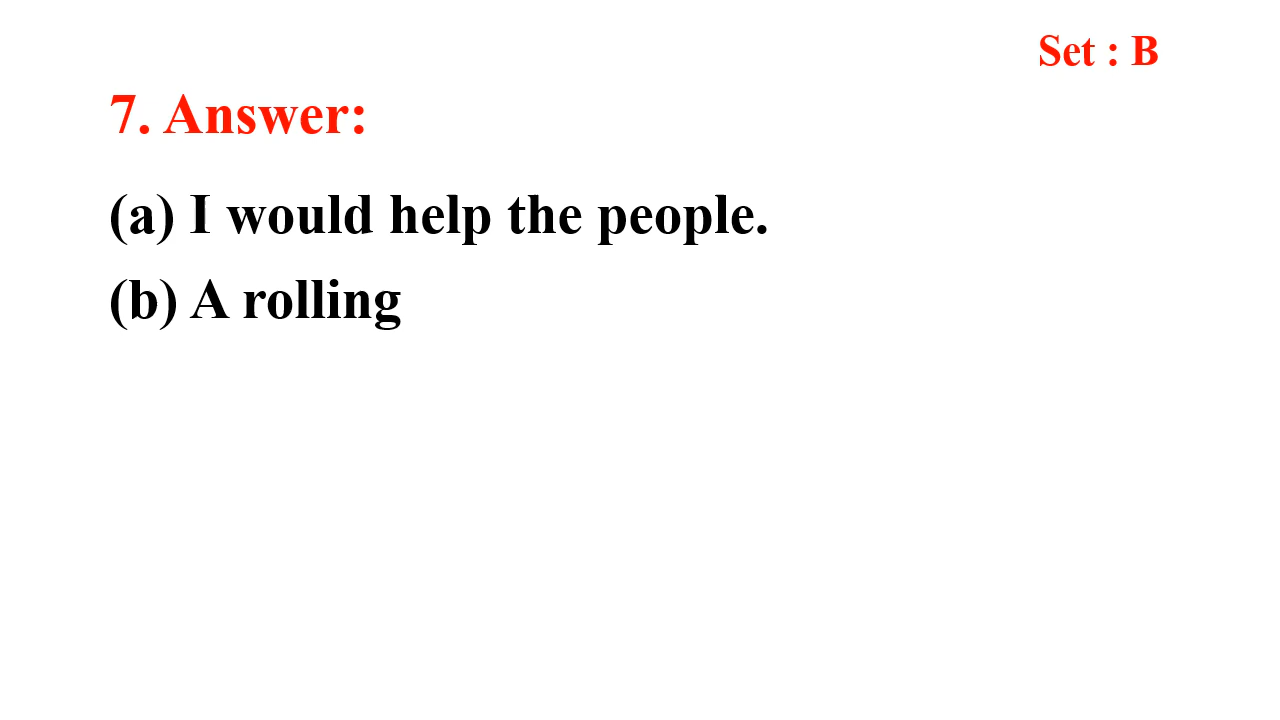 Set : B
7. Answer:
(a) I would help the people.
(b) A rolling